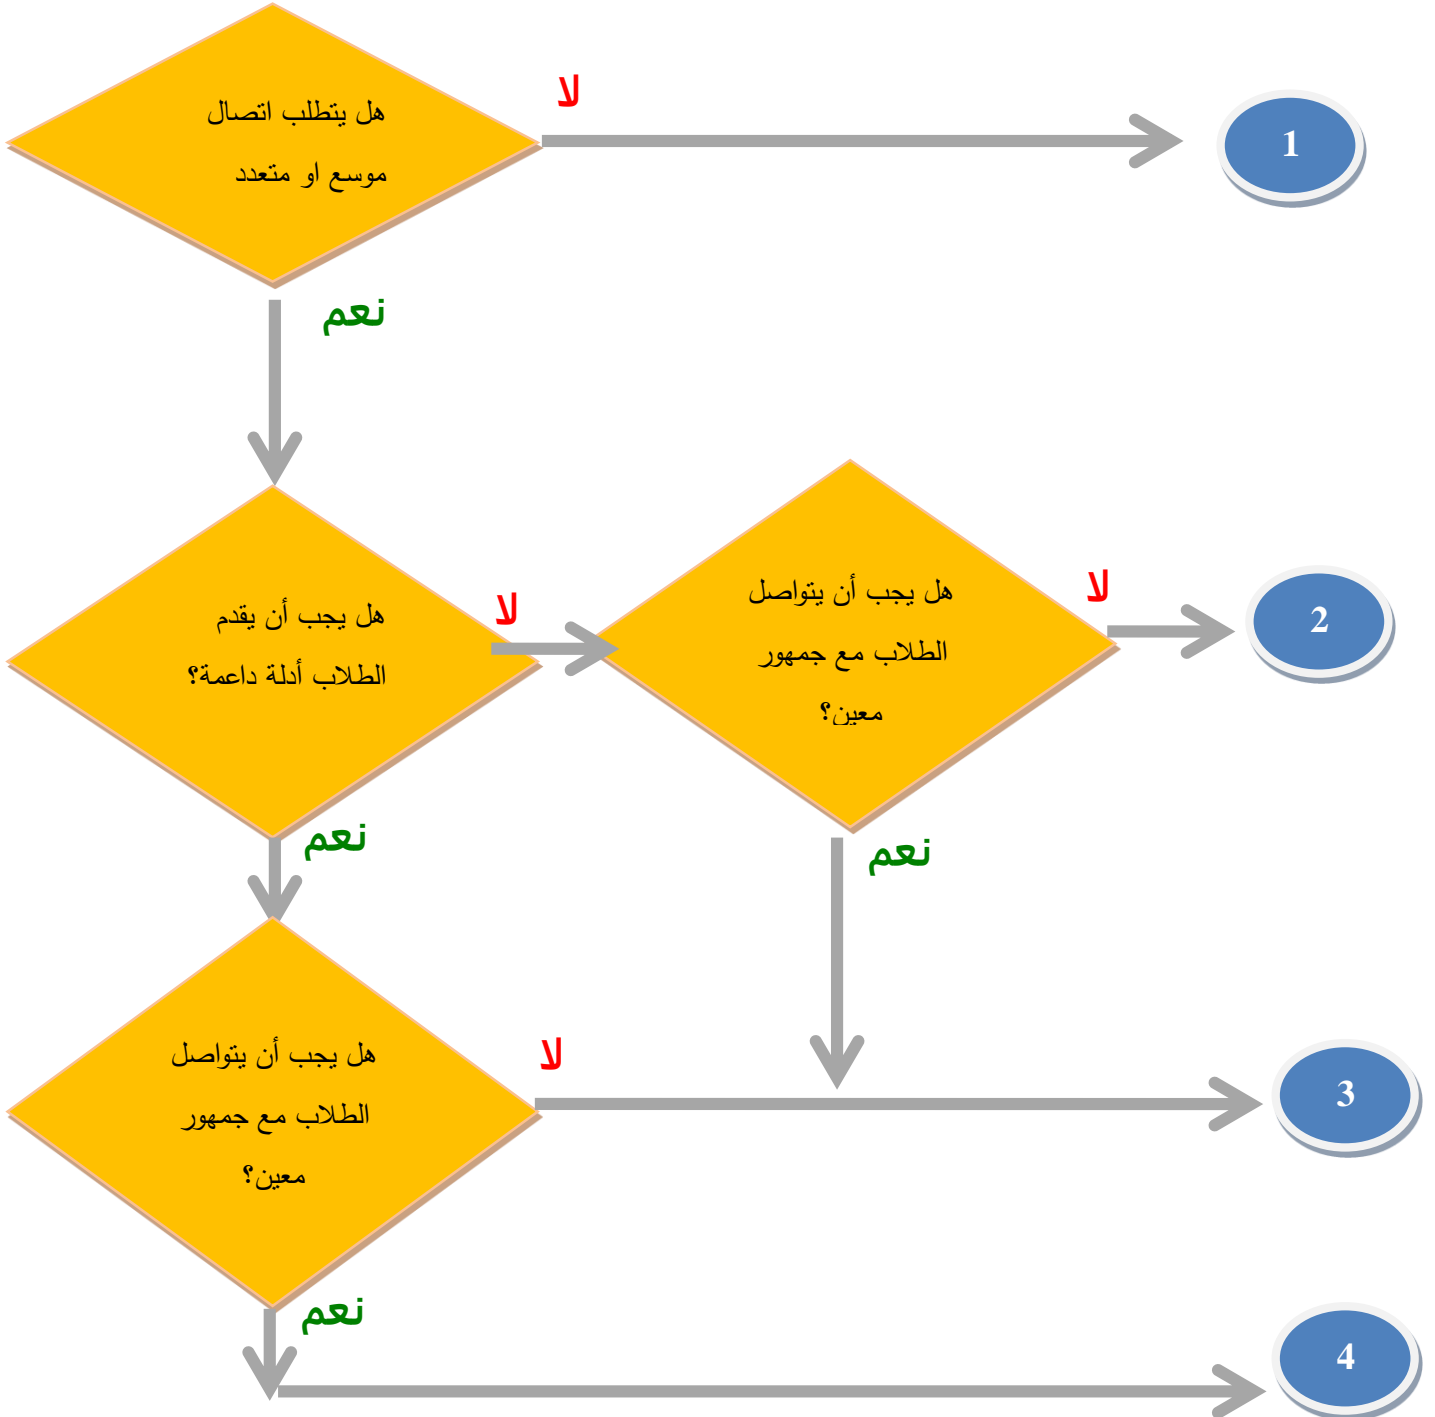 هل يتطلب اتصال
موسع او متعدد
لا
1
نعم
هل يجب أن يقدم
الطلاب أدلة داعمة؟
لا
هل يجب أن يتواصل
الطلاب مع جمهور
معين؟
لا
2
نعم
نعم
هل يجب أن يتواصل
الطلاب مع جمهور
معين؟
لا
3
نعم
4